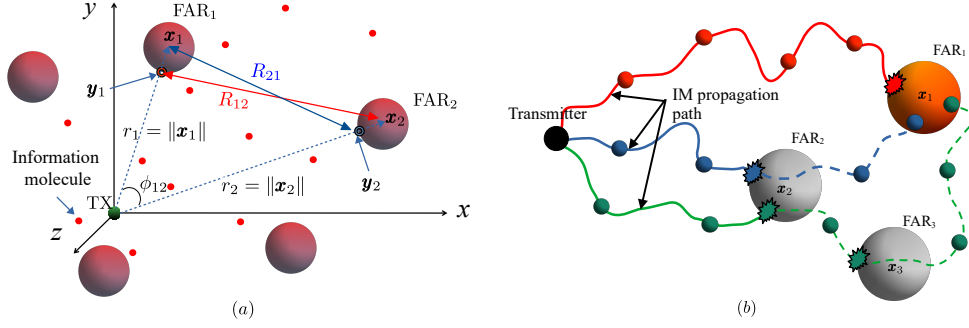 y
FAR₁
x₁
R₂₁
FAR₂
y₁
R₁₂
x₂
r₁ = ‖x₁‖
Information
molecule
ϕ₁₂
r₂ = ‖x₂‖
y₂
TX
x
z
(a)
FAR₁
x₁
IM propagation
path
Transmitter
FAR₂
x₂
FAR₃
x₃
(b)